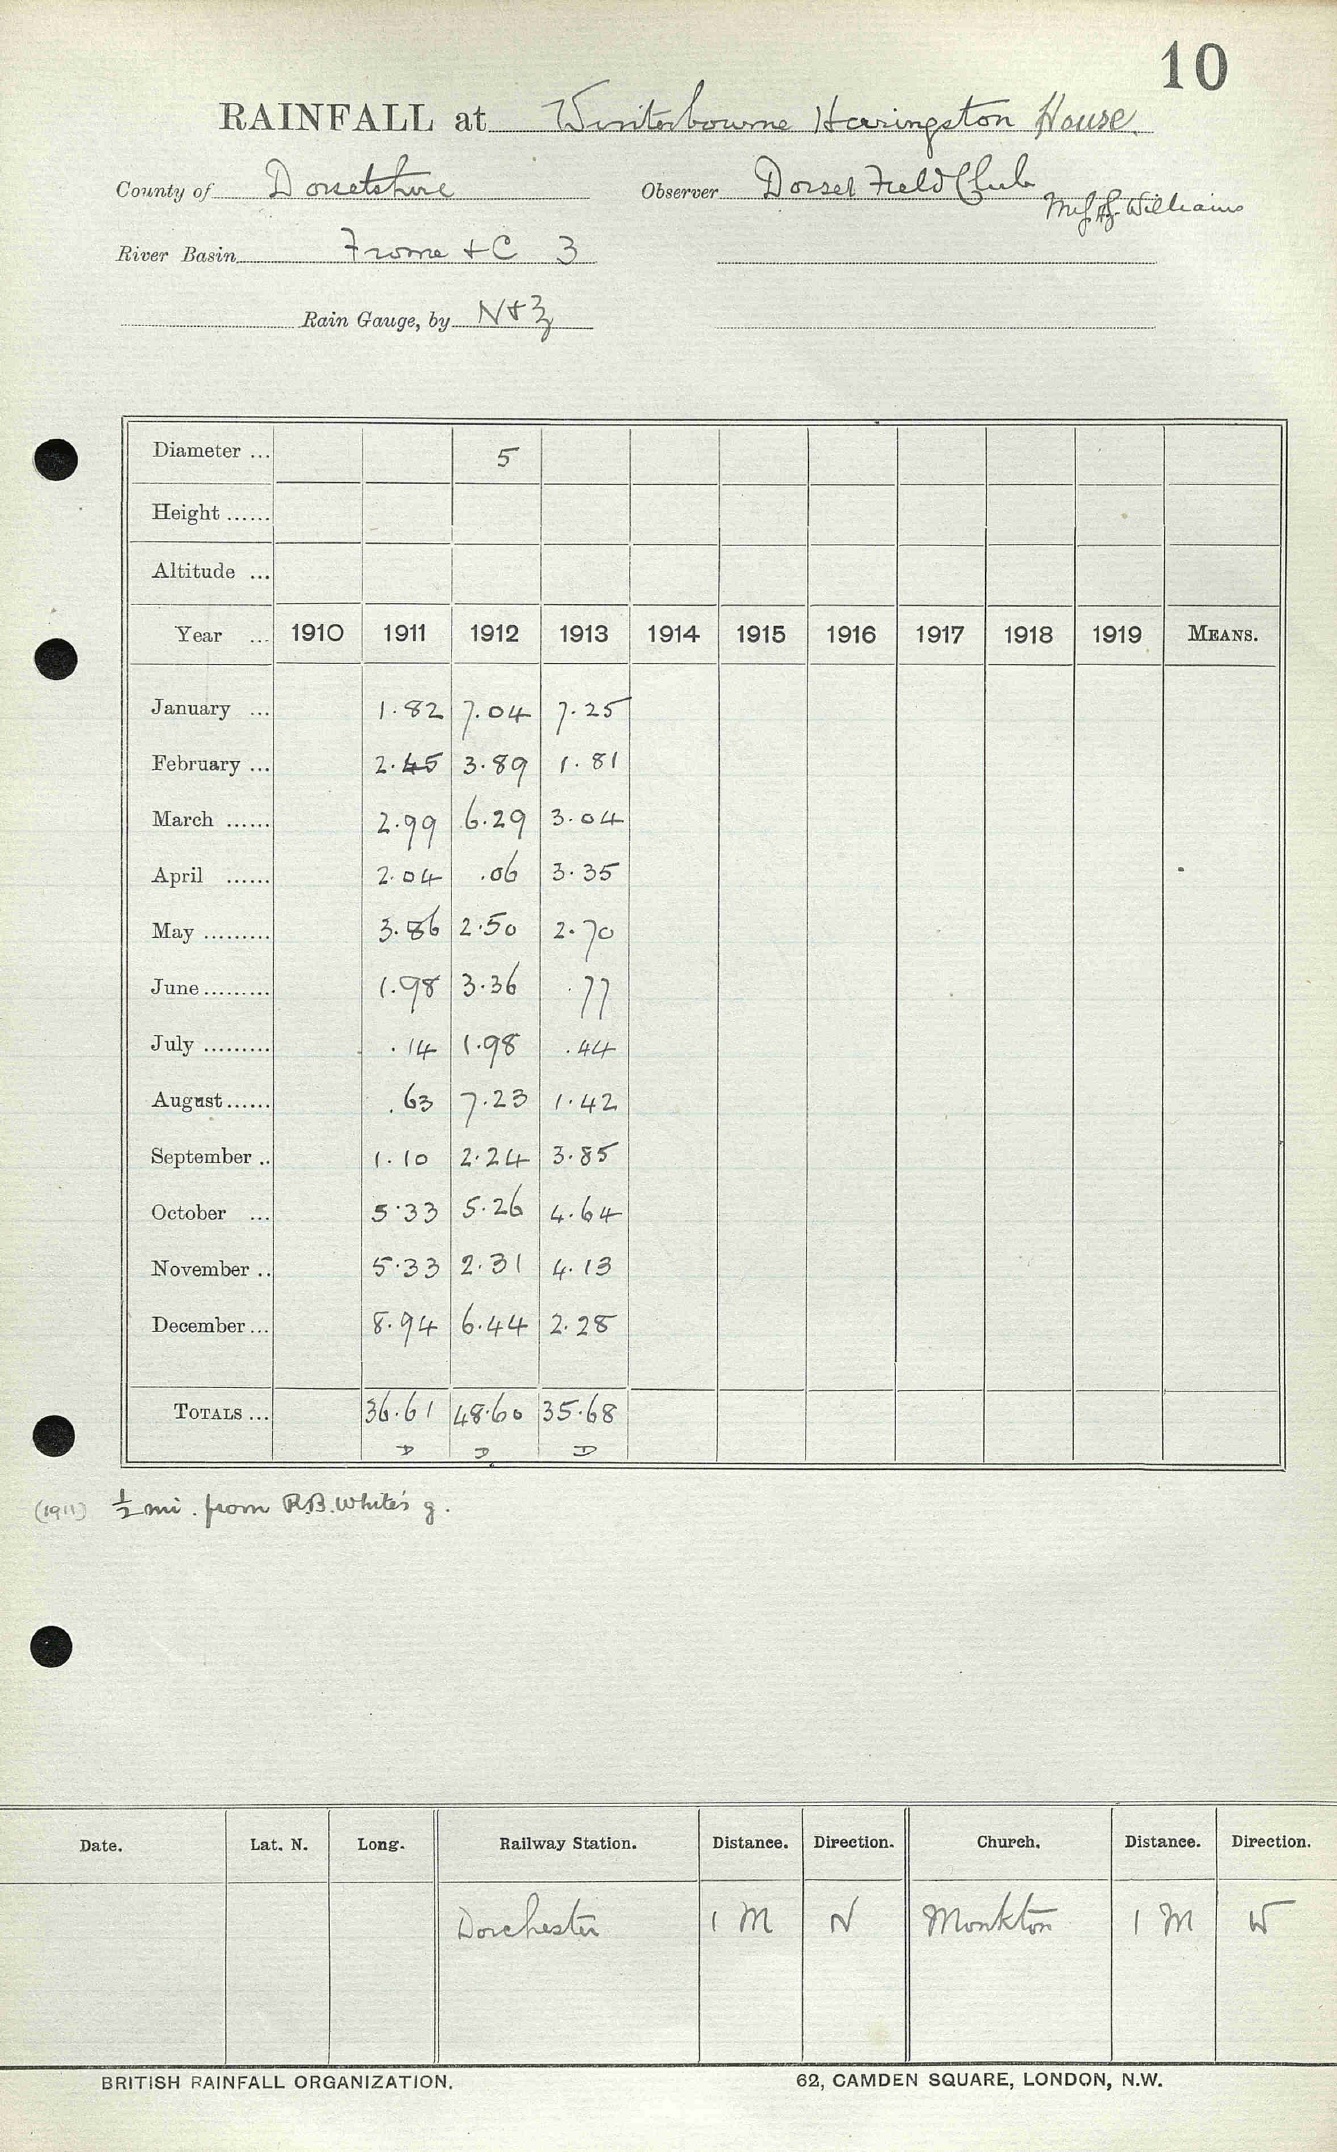 10
RAINFALL at Winterbourne Herringston House
County of Dorsetshire Observer Dorset Field Club
Williams
River Basin Frome + C 3
Rain Gauge, by N + Z
Diameter ... 5
Height ......
Altitude ...
Year ... 1910 1911 1912 1913 1914 1915 1916 1917 1918 1919 MEANS.
January ... 1.82 7.04 7.25
February ... 2.45 3.89 1.81
March ...... 2.99 6.29 3.04
April ...... 2.04 .06 3.35
May ......... 3.86 2.50 2.70
June ......... 1.98 3.36 .77
July ......... .14 1.98 .44
August ...... .63 7.23 1.42
September .. 1.10 2.24 3.85
October ... 5.33 5.26 4.64
November .. 5.33 2.31 4.13
December ... 8.94 6.44 2.28
TOTALS ... 36.61 48.60 35.68
D D D
(1911) ½ mi. from R.B. White's g.
Date. Lat. N. Long. Railway Station. Distance. Direction. Church. Distance. Direction.
Dorchester 1 M N Monkton 1 M W
BRITISH RAINFALL ORGANIZATION. 62, CAMDEN SQUARE, LONDON, N.W.